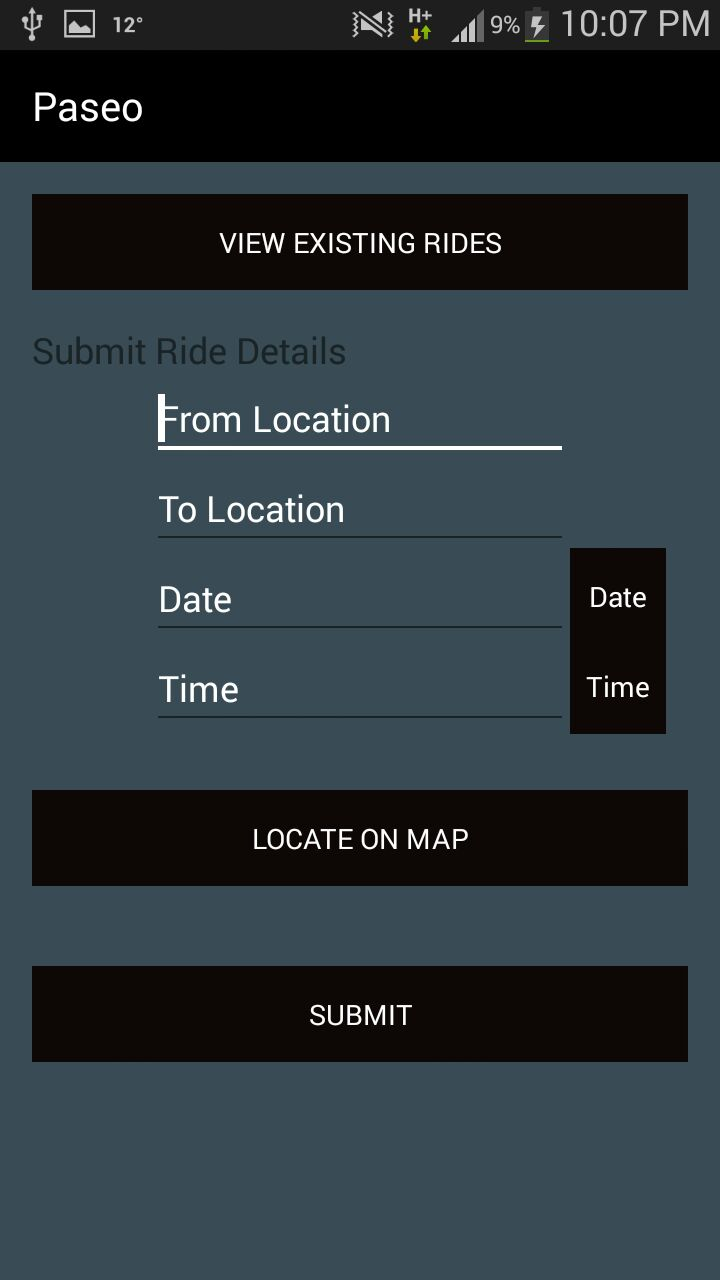 12° H+ 9% 10:07 PM
Paseo
VIEW EXISTING RIDES
Submit Ride Details
From Location
To Location
Date Date
Time Time
LOCATE ON MAP
SUBMIT